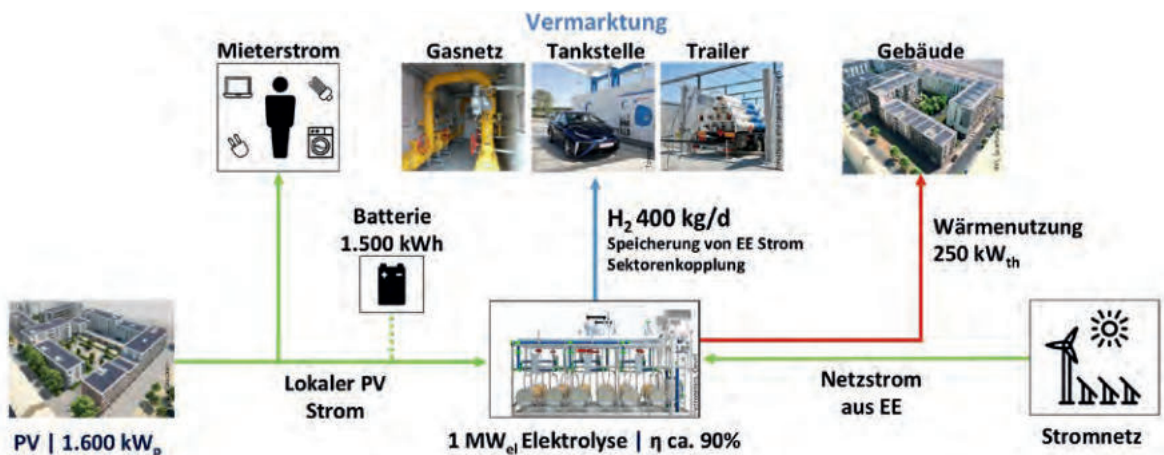 Vermarktung
Mieterstrom
Gasnetz
Tankstelle
Trailer
Gebäude
Batterie
1.500 kWh
H₂ 400 kg/d
Speicherung von EE Strom
Sektorenkopplung
Wärmenutzung
250 kWth
Lokaler PV
Strom
Netzstrom
aus EE
PV | 1.600 kWp
1 MWel Elektrolyse | η ca. 90%
Stromnetz